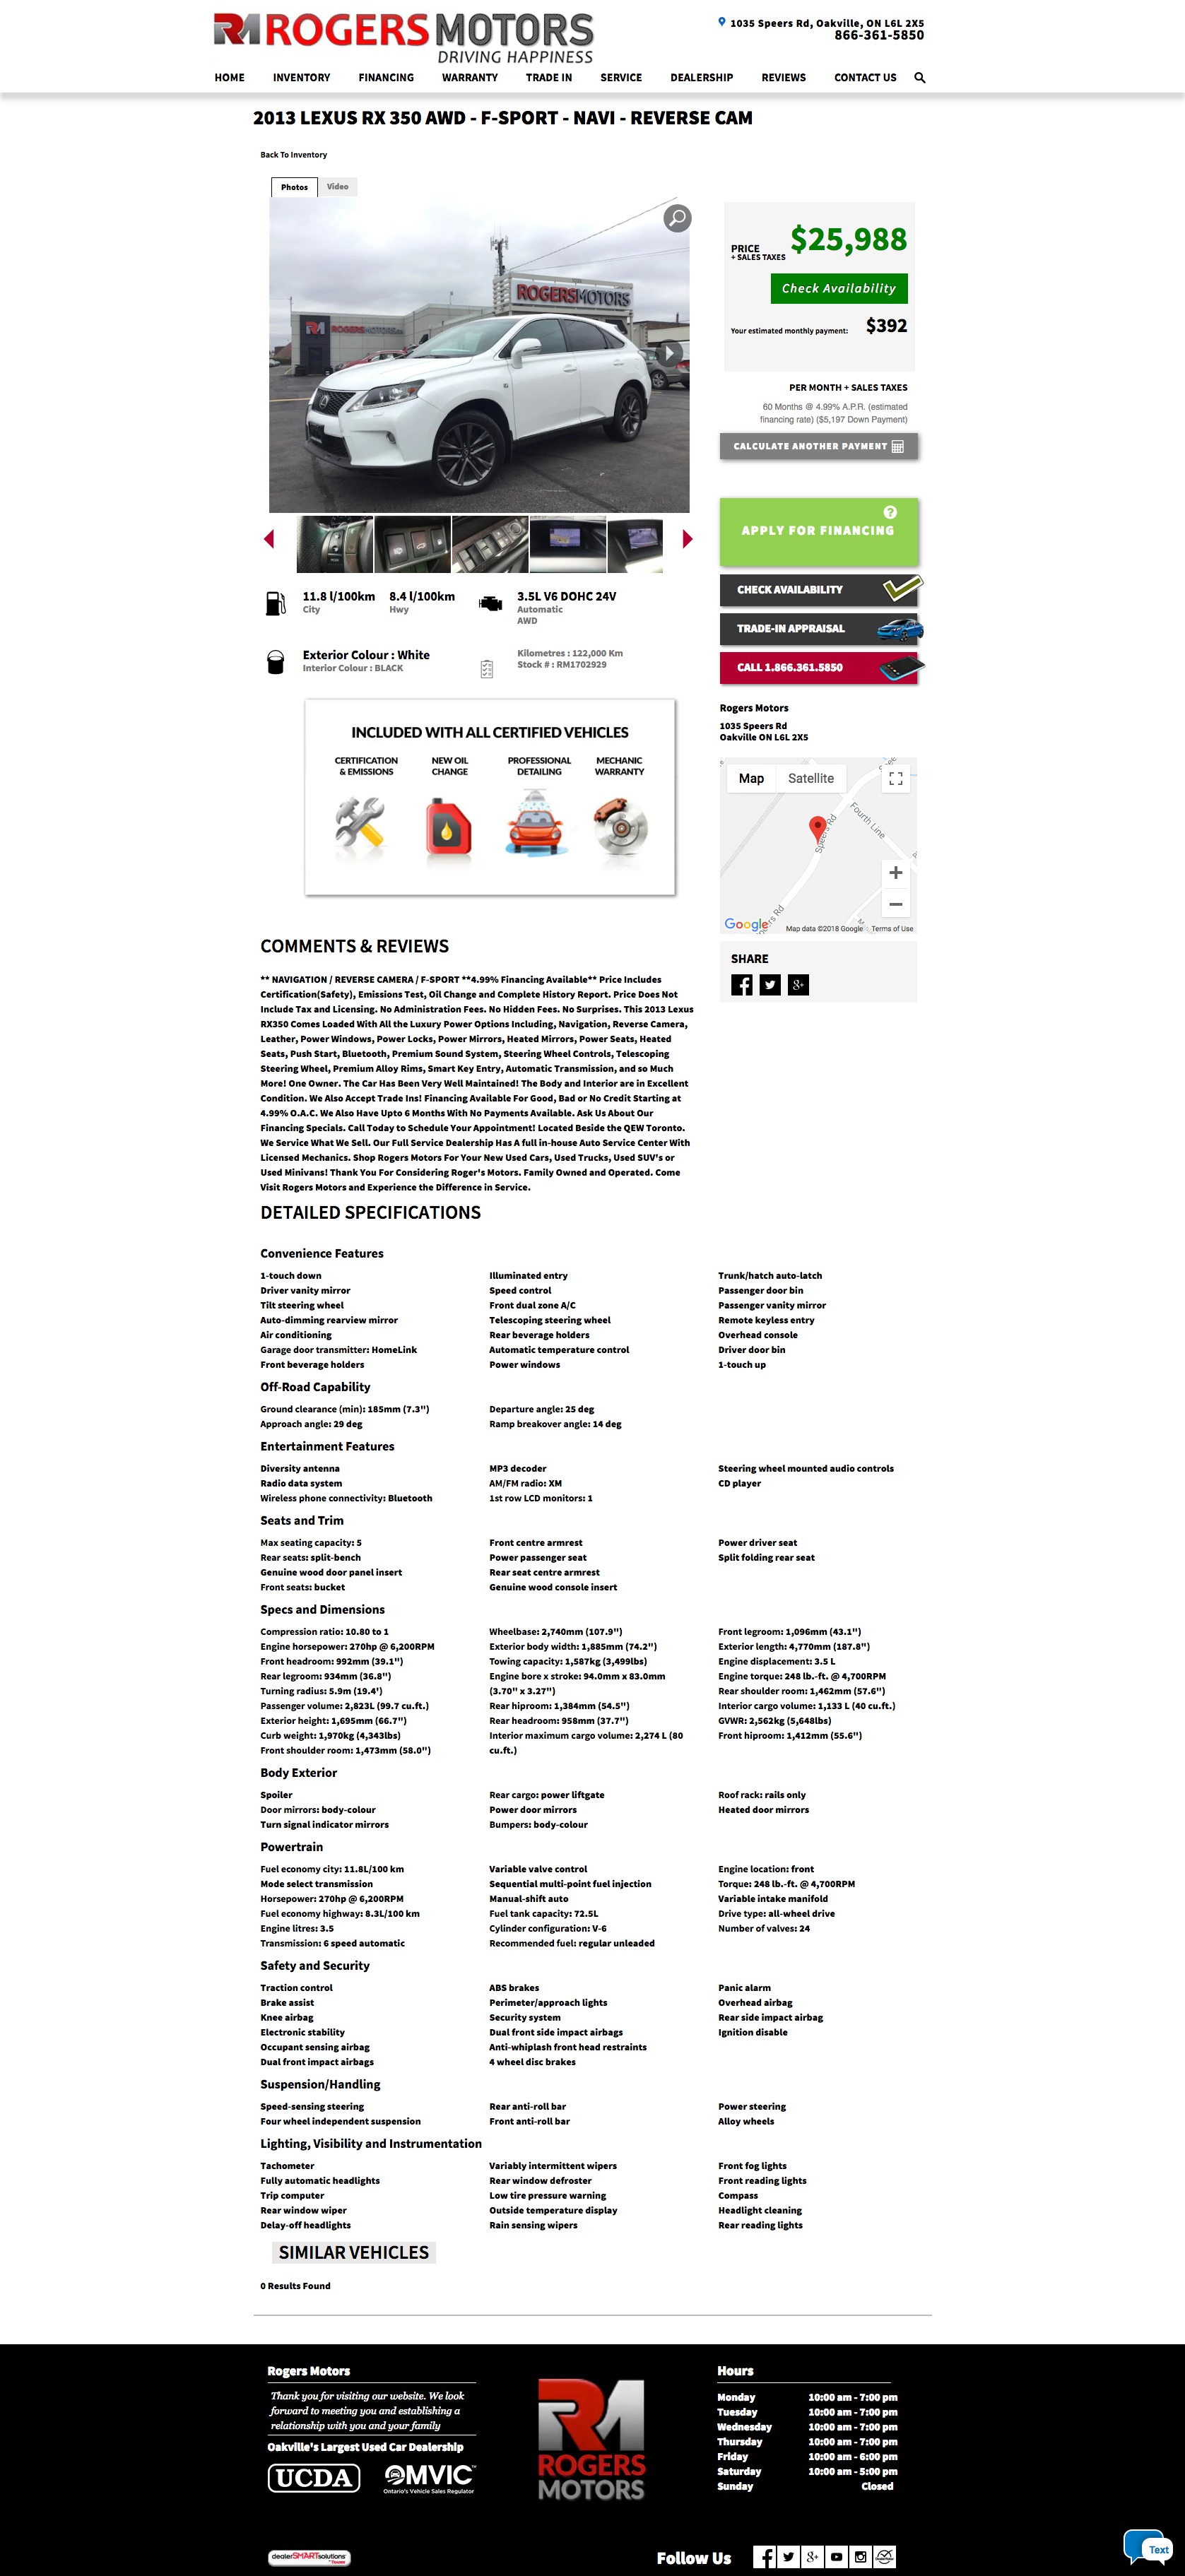 RM ROGERSMOTORS
DRIVING HAPPINESS
1035 Speers Rd, Oakville, ON L6L 2X5
866-361-5850
HOME INVENTORY FINANCING WARRANTY TRADE IN SERVICE DEALERSHIP REVIEWS CONTACT US
2013 LEXUS RX 350 AWD - F-SPORT - NAVI - REVERSE CAM
Back To Inventory
Photos Video
ROGERSMOTORS
ROGERSMOTORS
PRICE
+ SALES TAXES
$25,988
Check Availability
Your estimated monthly payment: $392
PER MONTH + SALES TAXES
60 Months @ 4.99% A.P.R. (estimated
financing rate) ($5,197 Down Payment)
CALCULATE ANOTHER PAYMENT
?
APPLY FOR FINANCING
CHECK AVAILABILITY
TRADE-IN APPRAISAL
CALL 1.866.361.5850
11.8 l/100km 8.4 l/100km 3.5L V6 DOHC 24V
City Hwy Automatic
AWD
Exterior Colour : White
Interior Colour : BLACK
Kilometres : 122,000 Km
Stock # : RM1702929
INCLUDED WITH ALL CERTIFIED VEHICLES
CERTIFICATION
& EMISSIONS
NEW OIL
CHANGE
PROFESSIONAL
DETAILING
MECHANIC
WARRANTY
Rogers Motors
1035 Speers Rd
Oakville ON L6L 2X5
Map Satellite
Speers Rd
Fourth Line
+
−
Google
Map data ©2018 Google Terms of Use
SHARE
COMMENTS & REVIEWS
** NAVIGATION / REVERSE CAMERA / F-SPORT **4.99% Financing Available** Price Includes
Certification(Safety), Emissions Test, Oil Change and Complete History Report. Price Does Not
Include Tax and Licensing. No Administration Fees. No Hidden Fees. No Surprises. This 2013 Lexus
RX350 Comes Loaded With All the Luxury Power Options Including, Navigation, Reverse Camera,
Leather, Power Windows, Power Locks, Power Mirrors, Heated Mirrors, Power Seats, Heated
Seats, Push Start, Bluetooth, Premium Sound System, Steering Wheel Controls, Telescoping
Steering Wheel, Premium Alloy Rims, Smart Key Entry, Automatic Transmission, and so Much
More! One Owner. The Car Has Been Very Well Maintained! The Body and Interior are in Excellent
Condition. We Also Accept Trade Ins! Financing Available For Good, Bad or No Credit Starting at
4.99% O.A.C. We Also Have Upto 6 Months With No Payments Available. Ask Us About Our
Financing Specials. Call Today to Schedule Your Appointment! Located Beside the QEW Toronto.
We Service What We Sell. Our Full Service Dealership Has A full in-house Auto Service Center With
Licensed Mechanics. Shop Rogers Motors For Your New Used Cars, Used Trucks, Used SUV's or
Used Minivans! Thank You For Considering Roger's Motors. Family Owned and Operated. Come
Visit Rogers Motors and Experience the Difference in Service.
DETAILED SPECIFICATIONS
Convenience Features
1-touch down Illuminated entry Trunk/hatch auto-latch
Driver vanity mirror Speed control Passenger door bin
Tilt steering wheel Front dual zone A/C Passenger vanity mirror
Auto-dimming rearview mirror Telescoping steering wheel Remote keyless entry
Air conditioning Rear beverage holders Overhead console
Garage door transmitter: HomeLink Automatic temperature control Driver door bin
Front beverage holders Power windows 1-touch up
Off-Road Capability
Ground clearance (min): 185mm (7.3") Departure angle: 25 deg
Approach angle: 29 deg Ramp breakover angle: 14 deg
Entertainment Features
Diversity antenna MP3 decoder Steering wheel mounted audio controls
Radio data system AM/FM radio: XM CD player
Wireless phone connectivity: Bluetooth 1st row LCD monitors: 1
Seats and Trim
Max seating capacity: 5 Front centre armrest Power driver seat
Rear seats: split-bench Power passenger seat Split folding rear seat
Genuine wood door panel insert Rear seat centre armrest
Front seats: bucket Genuine wood console insert
Specs and Dimensions
Compression ratio: 10.80 to 1 Wheelbase: 2,740mm (107.9") Front legroom: 1,096mm (43.1")
Engine horsepower: 270hp @ 6,200RPM Exterior body width: 1,885mm (74.2") Exterior length: 4,770mm (187.8")
Front headroom: 992mm (39.1") Towing capacity: 1,587kg (3,499lbs) Engine displacement: 3.5 L
Rear legroom: 934mm (36.8") Engine bore x stroke: 94.0mm x 83.0mm Engine torque: 248 lb.-ft. @ 4,700RPM
Turning radius: 5.9m (19.4') (3.70" x 3.27") Rear shoulder room: 1,462mm (57.6")
Passenger volume: 2,823L (99.7 cu.ft.) Rear hiproom: 1,384mm (54.5") Interior cargo volume: 1,133 L (40 cu.ft.)
Exterior height: 1,695mm (66.7") Rear headroom: 958mm (37.7") GVWR: 2,562kg (5,648lbs)
Curb weight: 1,970kg (4,343lbs) Interior maximum cargo volume: 2,274 L (80 Front hiproom: 1,412mm (55.6")
Front shoulder room: 1,473mm (58.0") cu.ft.)
Body Exterior
Spoiler Rear cargo: power liftgate Roof rack: rails only
Door mirrors: body-colour Power door mirrors Heated door mirrors
Turn signal indicator mirrors Bumpers: body-colour
Powertrain
Fuel economy city: 11.8L/100 km Variable valve control Engine location: front
Mode select transmission Sequential multi-point fuel injection Torque: 248 lb.-ft. @ 4,700RPM
Horsepower: 270hp @ 6,200RPM Manual-shift auto Variable intake manifold
Fuel economy highway: 8.3L/100 km Fuel tank capacity: 72.5L Drive type: all-wheel drive
Engine litres: 3.5 Cylinder configuration: V-6 Number of valves: 24
Transmission: 6 speed automatic Recommended fuel: regular unleaded
Safety and Security
Traction control ABS brakes Panic alarm
Brake assist Perimeter/approach lights Overhead airbag
Knee airbag Security system Rear side impact airbag
Electronic stability Dual front side impact airbags Ignition disable
Occupant sensing airbag Anti-whiplash front head restraints
Dual front impact airbags 4 wheel disc brakes
Suspension/Handling
Speed-sensing steering Rear anti-roll bar Power steering
Four wheel independent suspension Front anti-roll bar Alloy wheels
Lighting, Visibility and Instrumentation
Tachometer Variably intermittent wipers Front fog lights
Fully automatic headlights Rear window defroster Front reading lights
Trip computer Low tire pressure warning Compass
Rear window wiper Outside temperature display Headlight cleaning
Delay-off headlights Rain sensing wipers Rear reading lights
SIMILAR VEHICLES
0 Results Found
Rogers Motors
Thank you for visiting our website. We look
forward to meeting you and establishing a
relationship with you and your family
Oakville's Largest Used Car Dealership
UCDA OMVIC
Ontario's Vehicle Sales Regulator
RM
ROGERS
MOTORS
Hours
Monday 10:00 am - 7:00 pm
Tuesday 10:00 am - 7:00 pm
Wednesday 10:00 am - 7:00 pm
Thursday 10:00 am - 7:00 pm
Friday 10:00 am - 6:00 pm
Saturday 10:00 am - 5:00 pm
Sunday Closed
dealerSMARTsolutions
Follow Us
Text